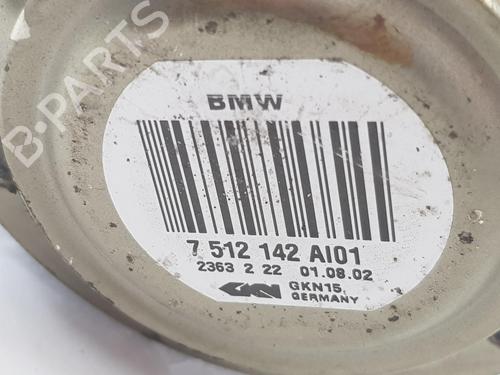 B-PARTS
BMW
7 512 142 AI01
2363 2 22 01.08.02
GKN GKN15
GERMANY